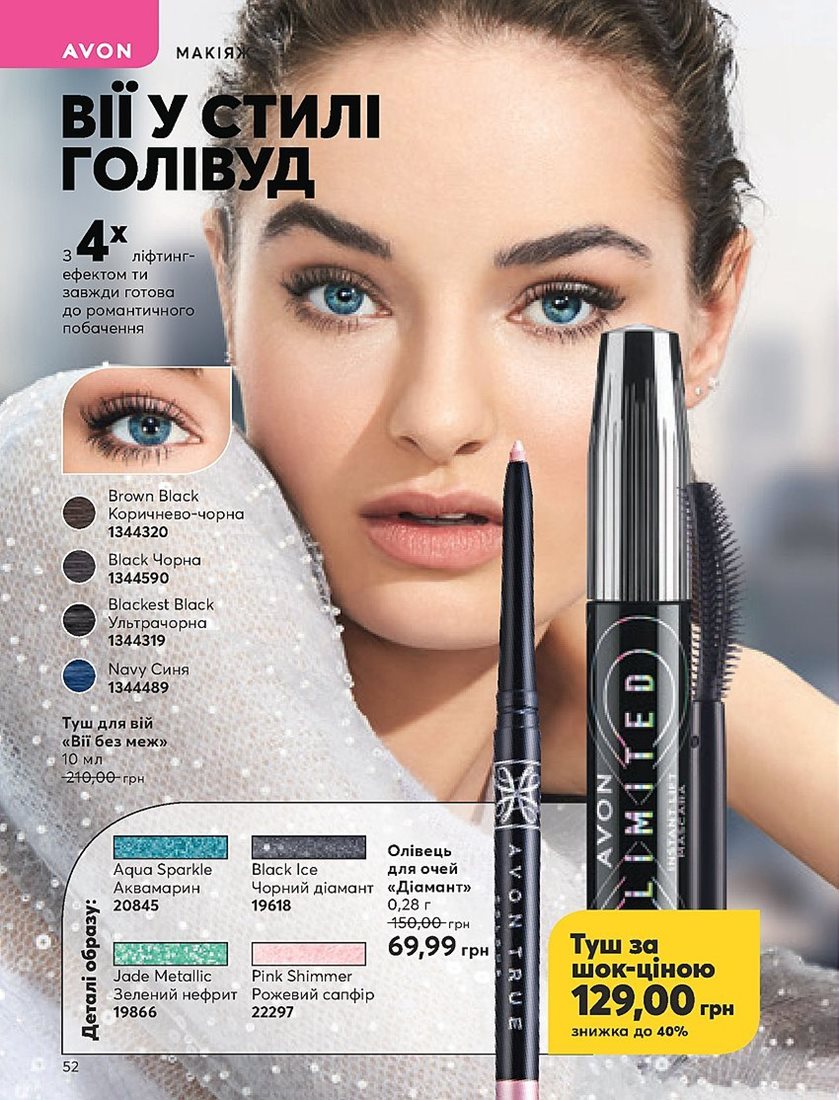 AVON
МАКІЯЖ
ВІЇ У СТИЛІ
ГОЛІВУД
З 4x ліфтинг-
ефектом ти
завжди готова
до романтичного
побачення
Brown Black
Коричнево-чорна
1344320
Black Чорна
1344590
Blackest Black
Ультрачорна
1344319
Navy Синя
1344489
Туш для вій
«Вії без меж»
10 мл
210,00 грн
Деталі образу:
Aqua Sparkle
Аквамарин
20845
Black Ice
Чорний діамант
19618
Jade Metallic
Зелений нефрит
19866
Pink Shimmer
Рожевий сапфір
22297
Олівець
для очей
«Діамант»
0,28 г
150,00 грн
69,99 грн
AVON TRUE
AVON
LIMITED
INSTANT LIFT
MASCARA
Туш за
шок-ціною
129,00 грн
знижка до 40%
52